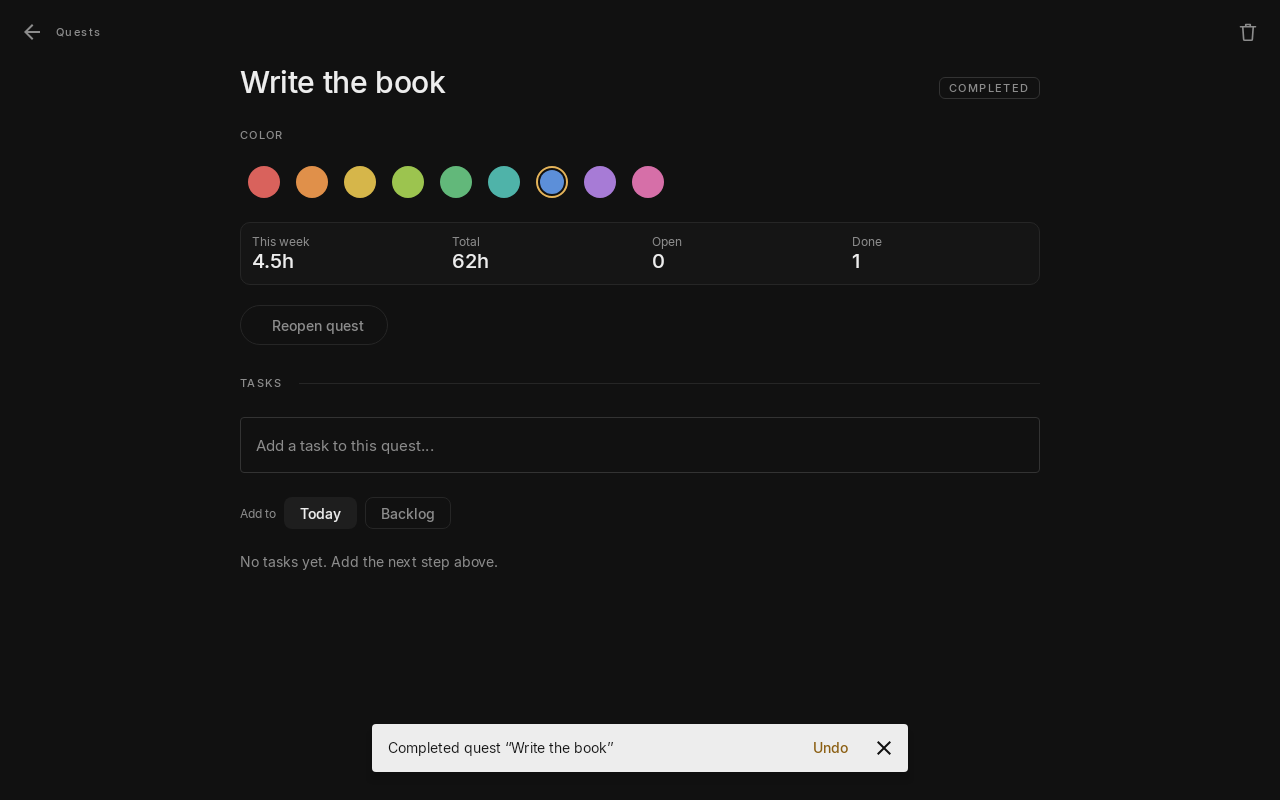 Quests
Write the book
COMPLETED
COLOR
This week
4.5h
Total
62h
Open
0
Done
1
Reopen quest
TASKS
Add a task to this quest...
Add to
Today
Backlog
No tasks yet. Add the next step above.
Completed quest “Write the book”
Undo